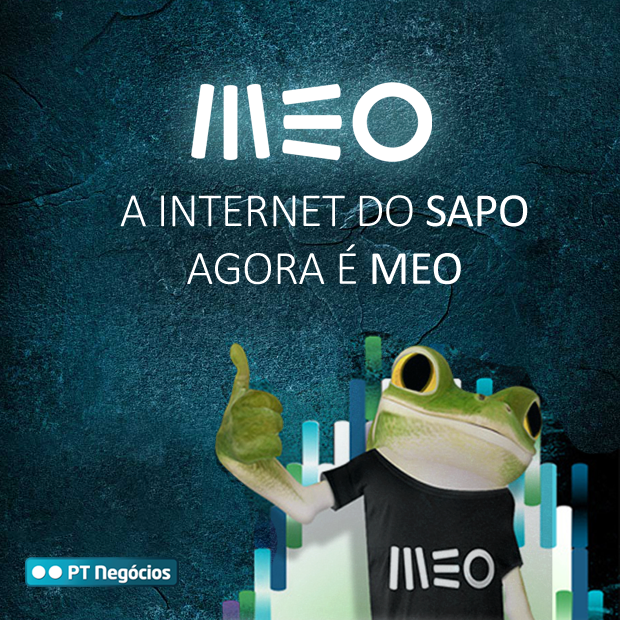 MEO
A INTERNET DO SAPO
AGORA É MEO
MEO
PT Negócios